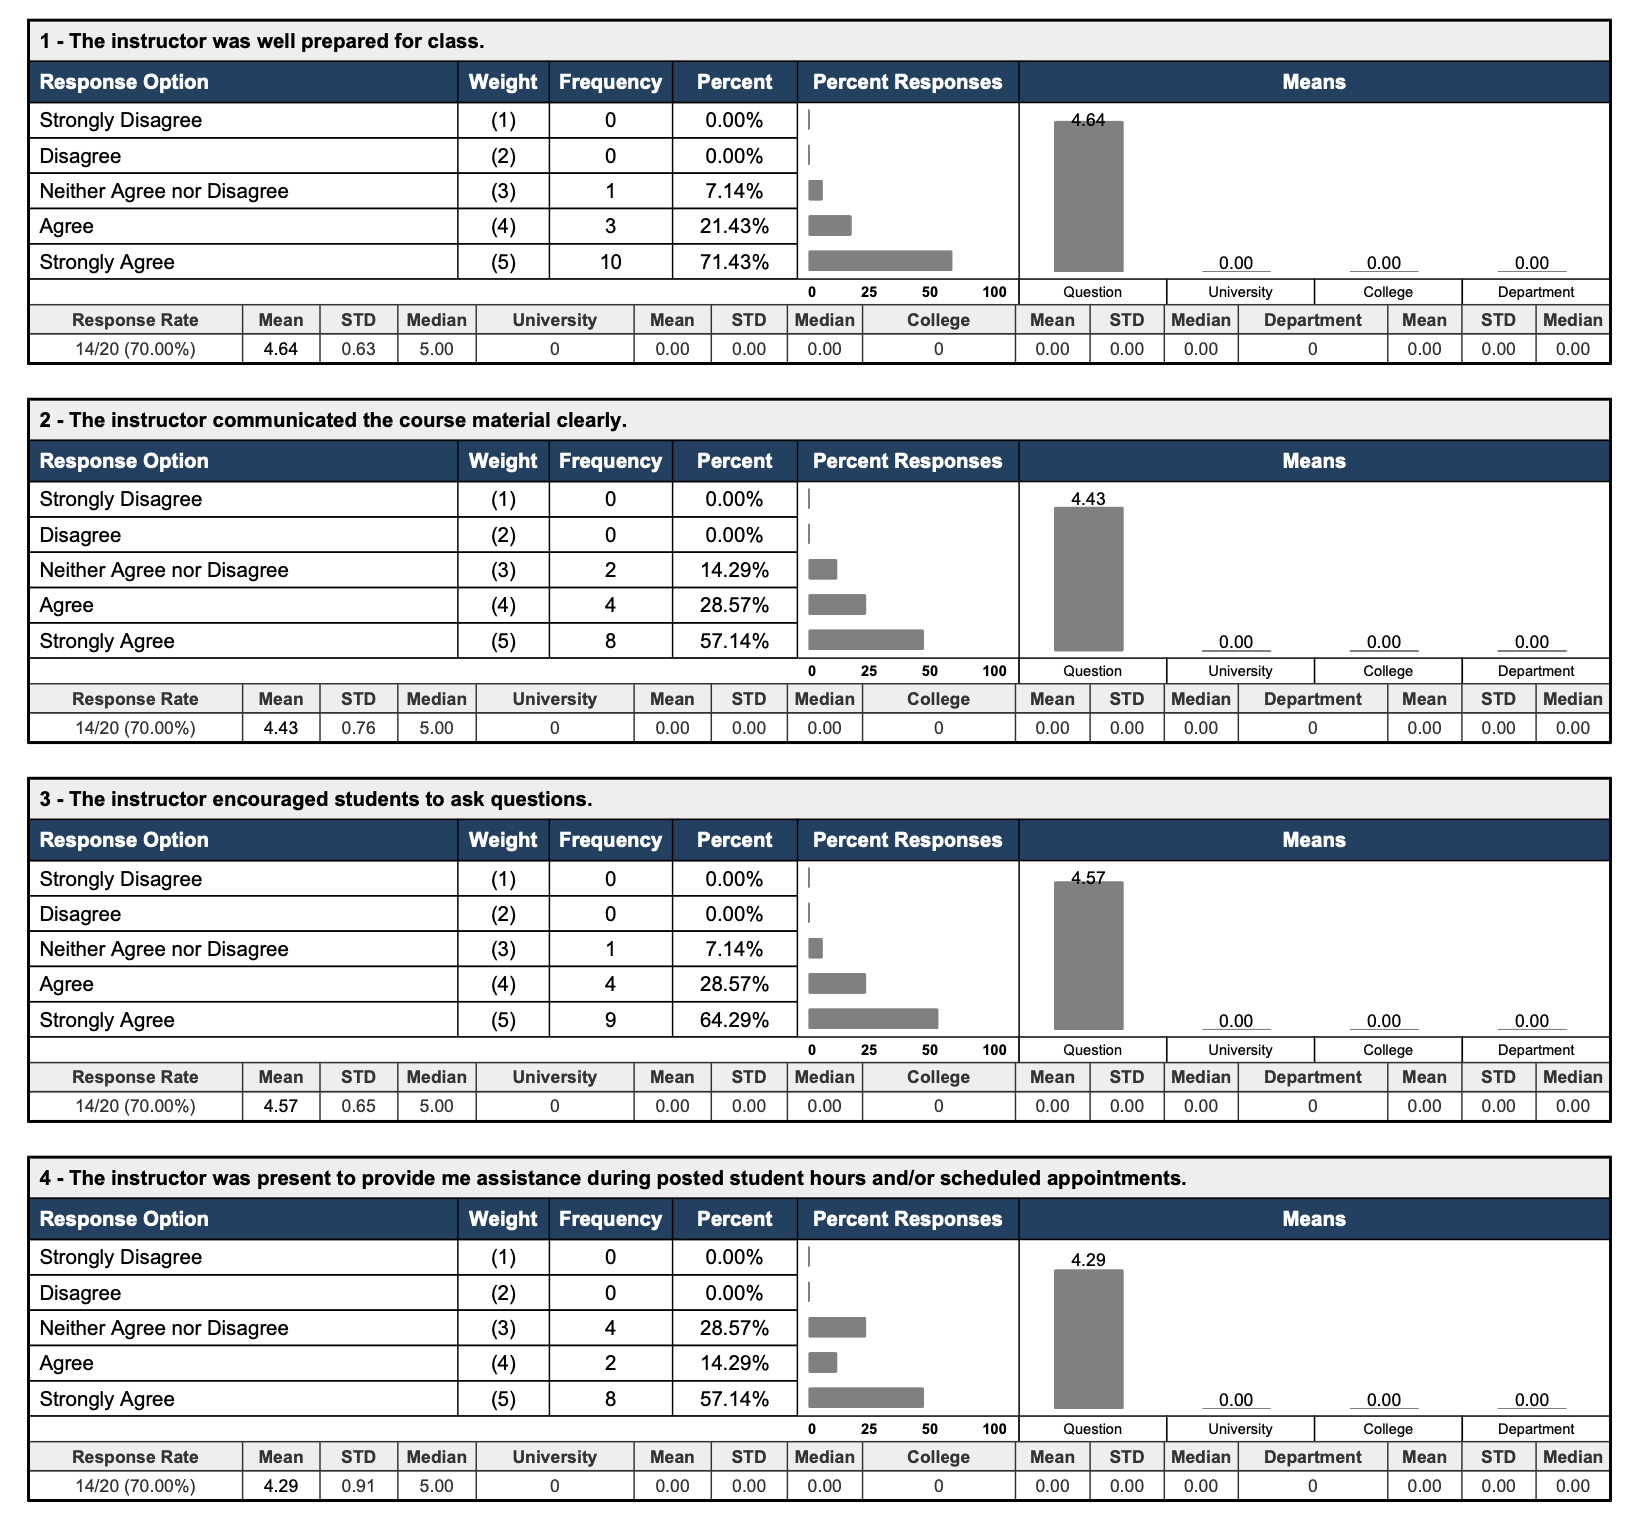 1 - The instructor was well prepared for class.
Response Option Weight Frequency Percent Percent Responses Means
Strongly Disagree (1) 0 0.00% 4.64
Disagree (2) 0 0.00%
Neither Agree nor Disagree (3) 1 7.14%
Agree (4) 3 21.43%
Strongly Agree (5) 10 71.43% 0.00 0.00 0.00
0 25 50 100 Question University College Department
Response Rate Mean STD Median University Mean STD Median College Mean STD Median Department Mean STD Median
14/20 (70.00%) 4.64 0.63 5.00 0 0.00 0.00 0.00 0 0.00 0.00 0.00 0 0.00 0.00 0.00
2 - The instructor communicated the course material clearly.
Response Option Weight Frequency Percent Percent Responses Means
Strongly Disagree (1) 0 0.00% 4.43
Disagree (2) 0 0.00%
Neither Agree nor Disagree (3) 2 14.29%
Agree (4) 4 28.57%
Strongly Agree (5) 8 57.14% 0.00 0.00 0.00
0 25 50 100 Question University College Department
Response Rate Mean STD Median University Mean STD Median College Mean STD Median Department Mean STD Median
14/20 (70.00%) 4.43 0.76 5.00 0 0.00 0.00 0.00 0 0.00 0.00 0.00 0 0.00 0.00 0.00
3 - The instructor encouraged students to ask questions.
Response Option Weight Frequency Percent Percent Responses Means
Strongly Disagree (1) 0 0.00% 4.57
Disagree (2) 0 0.00%
Neither Agree nor Disagree (3) 1 7.14%
Agree (4) 4 28.57%
Strongly Agree (5) 9 64.29% 0.00 0.00 0.00
0 25 50 100 Question University College Department
Response Rate Mean STD Median University Mean STD Median College Mean STD Median Department Mean STD Median
14/20 (70.00%) 4.57 0.65 5.00 0 0.00 0.00 0.00 0 0.00 0.00 0.00 0 0.00 0.00 0.00
4 - The instructor was present to provide me assistance during posted student hours and/or scheduled appointments.
Response Option Weight Frequency Percent Percent Responses Means
Strongly Disagree (1) 0 0.00% 4.29
Disagree (2) 0 0.00%
Neither Agree nor Disagree (3) 4 28.57%
Agree (4) 2 14.29%
Strongly Agree (5) 8 57.14% 0.00 0.00 0.00
0 25 50 100 Question University College Department
Response Rate Mean STD Median University Mean STD Median College Mean STD Median Department Mean STD Median
14/20 (70.00%) 4.29 0.91 5.00 0 0.00 0.00 0.00 0 0.00 0.00 0.00 0 0.00 0.00 0.00